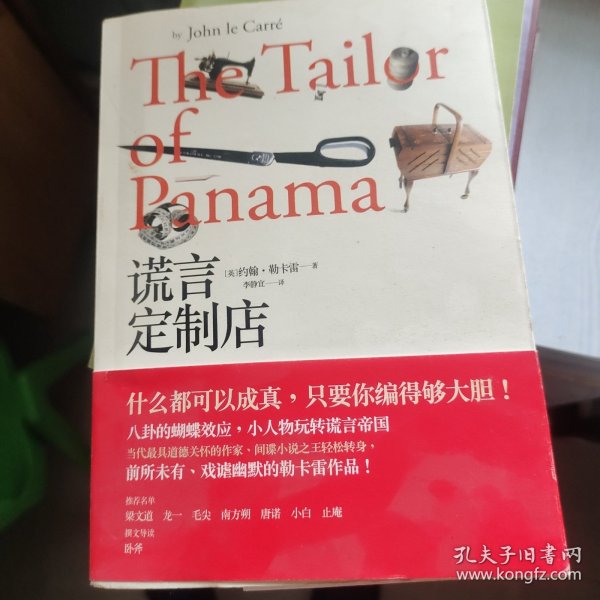 by John le Carré
The Tailor
of
Panama
谎言
定制店
[英]约翰·勒卡雷——著
李静宜——译
什么都可以成真，只要你编得够大胆！
八卦的蝴蝶效应，小人物玩转谎言帝国
当代最具道德关怀的作家、间谍小说之王轻松转身，
前所未有、戏谑幽默的勒卡雷作品！
推荐名单
梁文道 龙一 毛尖 南方朔 唐诺 小白 止庵
撰文导读
卧斧
孔夫子旧书网
www.kongfz.com